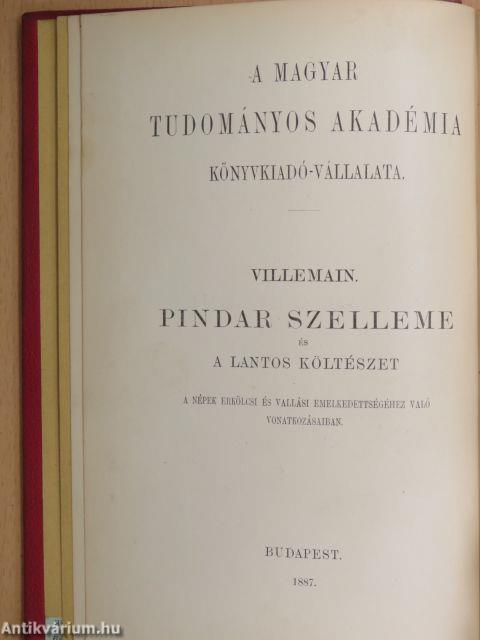 A MAGYAR
TUDOMÁNYOS AKADÉMIA
KÖNYVKIADÓ-VÁLLALATA.
VILLEMAIN.
PINDAR SZELLEME
ÉS
A LANTOS KÖLTÉSZET
A NÉPEK ERKÖLCSI ÉS VALLÁSI EMELKEDETTSÉGÉHEZ VALÓ
VONATKOZÁSAIBAN.
BUDAPEST.
1887.
Antikvárium.hu